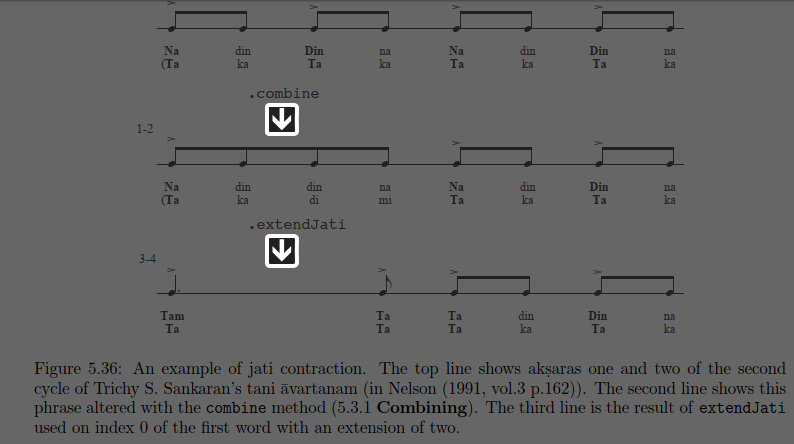 Na din Din na Na din Din na
(Ta ka Ta ka Ta ka Ta ka
.combine
1-2
Na din din na Na din Din na
(Ta ka di mi Ta ka Ta ka
.extendJati
3-4
Tam Ta Ta din Din na
Ta Ta Ta ka Ta ka
Figure 5.36: An example of jati contraction. The top line shows akṣaras one and two of the second
cycle of Trichy S. Sankaran's tani āvartanam (in Nelson (1991, vol.3 p.162)). The second line shows this
phrase altered with the combine method (5.3.1 Combining). The third line is the result of extendJati
used on index 0 of the first word with an extension of two.